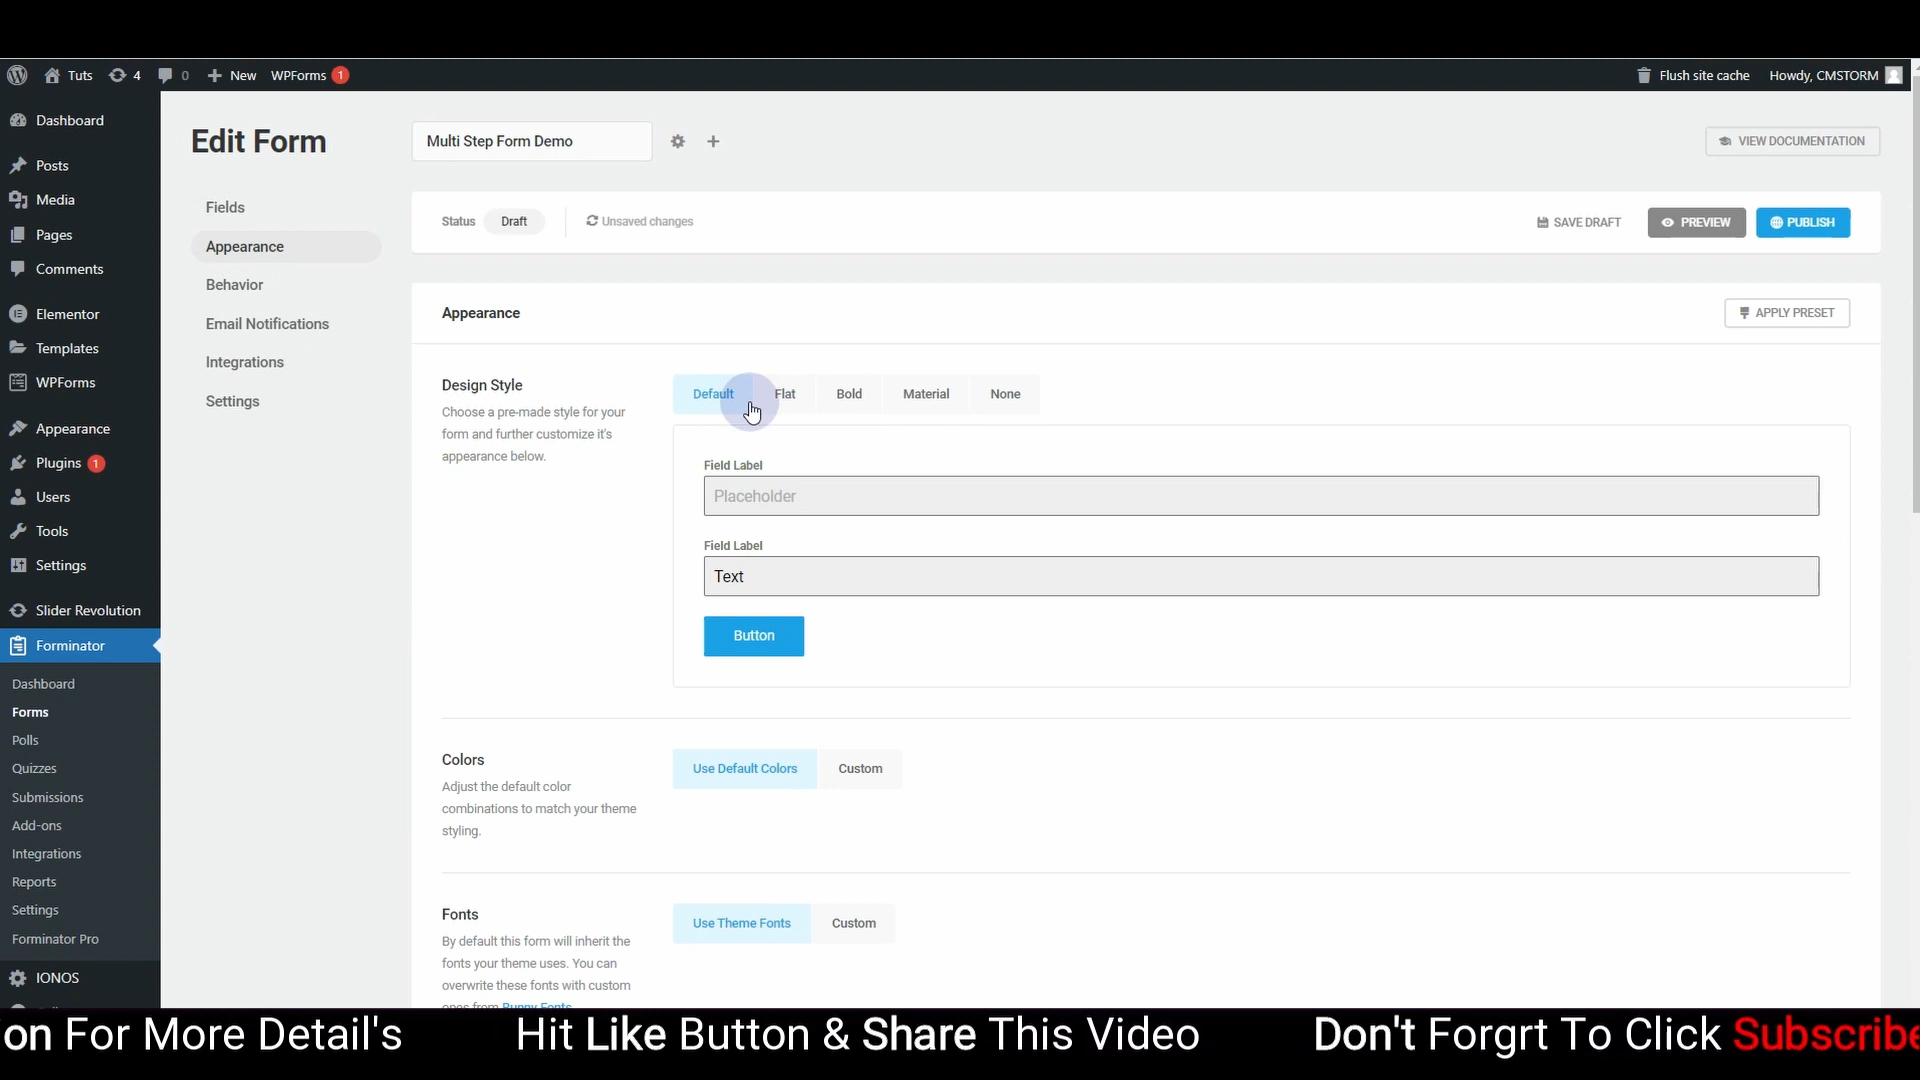 Tuts 4 0 New WPForms 1 Flush site cache Howdy, CMSTORM
Dashboard
Posts
Media
Pages
Comments
Elementor
Templates
WPForms
Appearance
Plugins 1
Users
Tools
Settings
Slider Revolution
Forminator
Dashboard
Forms
Polls
Quizzes
Submissions
Add-ons
Integrations
Reports
Settings
Forminator Pro
IONOS
Edit Form
Multi Step Form Demo
VIEW DOCUMENTATION
Fields
Appearance
Behavior
Email Notifications
Integrations
Settings
Status Draft Unsaved changes SAVE DRAFT PREVIEW PUBLISH
Appearance
APPLY PRESET
Design Style
Choose a pre-made style for your
form and further customize it's
appearance below.
Default Flat Bold Material None
Field Label
Placeholder
Field Label
Text
Button
Colors
Adjust the default color
combinations to match your theme
styling.
Use Default Colors Custom
Fonts
By default this form will inherit the
fonts your theme uses. You can
overwrite these fonts with custom
ones from Bunny Fonts
Use Theme Fonts Custom
on For More Detail's Hit Like Button & Share This Video Don't Forgrt To Click Subscribe